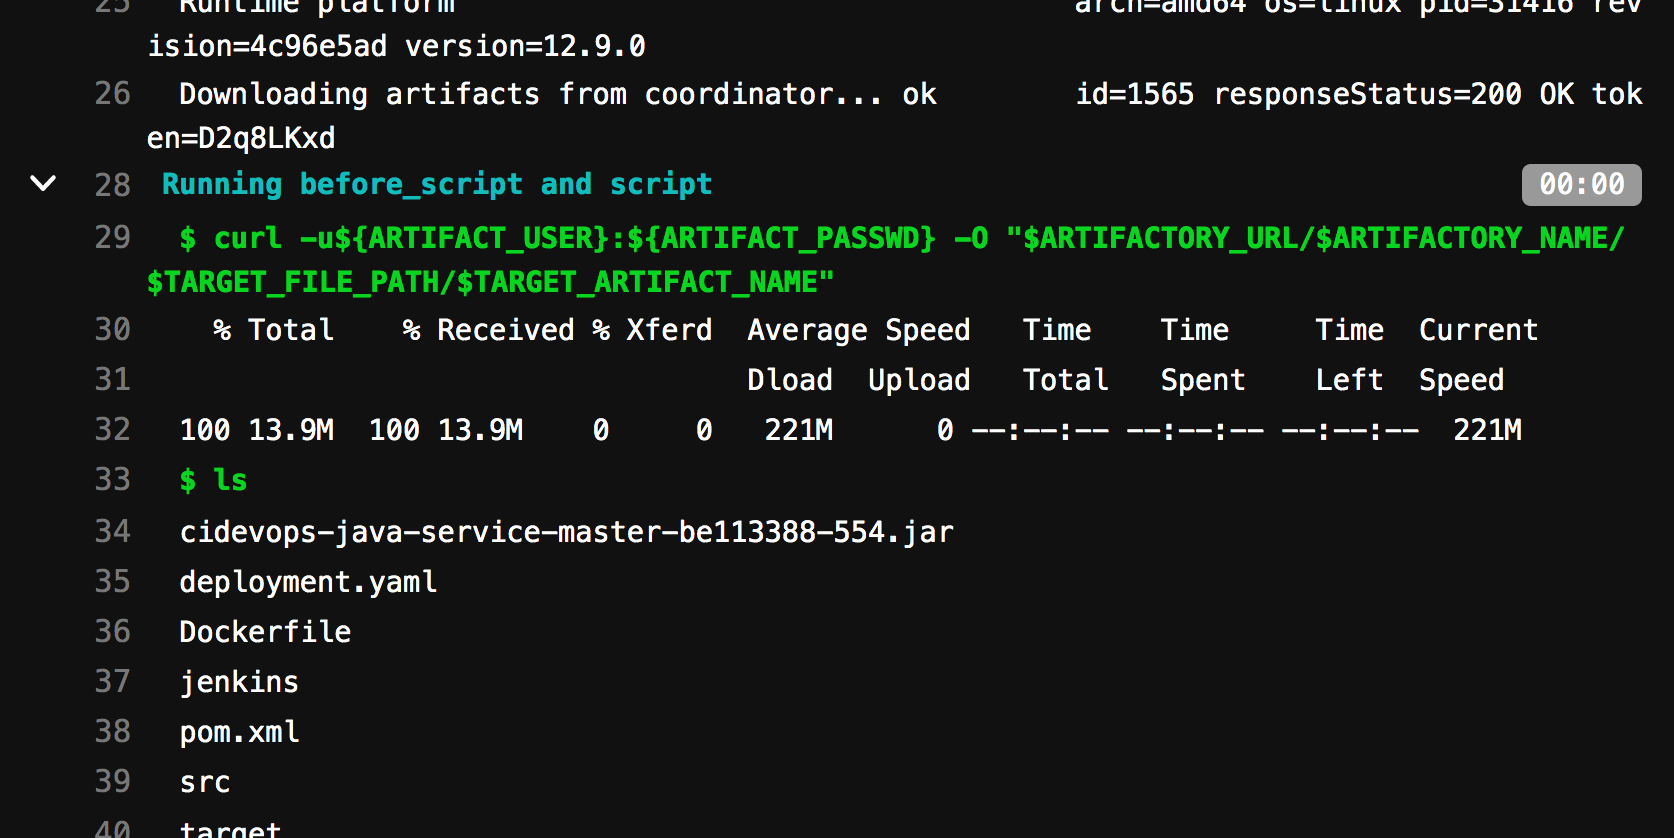 25 Runtime platform arch=amd64 os=linux pid=31416 rev
ision=4c96e5ad version=12.9.0
26 Downloading artifacts from coordinator... ok id=1565 responseStatus=200 OK tok
en=D2q8LKxd
28 Running before_script and script 00:00
29 $ curl -u${ARTIFACT_USER}:${ARTIFACT_PASSWD} -O "$ARTIFACTORY_URL/$ARTIFACTORY_NAME/
$TARGET_FILE_PATH/$TARGET_ARTIFACT_NAME"
30 % Total % Received % Xferd Average Speed Time Time Time Current
31 Dload Upload Total Spent Left Speed
32 100 13.9M 100 13.9M 0 0 221M 0 --:--:-- --:--:-- --:--:-- 221M
33 $ ls
34 cidevops-java-service-master-be113388-554.jar
35 deployment.yaml
36 Dockerfile
37 jenkins
38 pom.xml
39 src
40 target